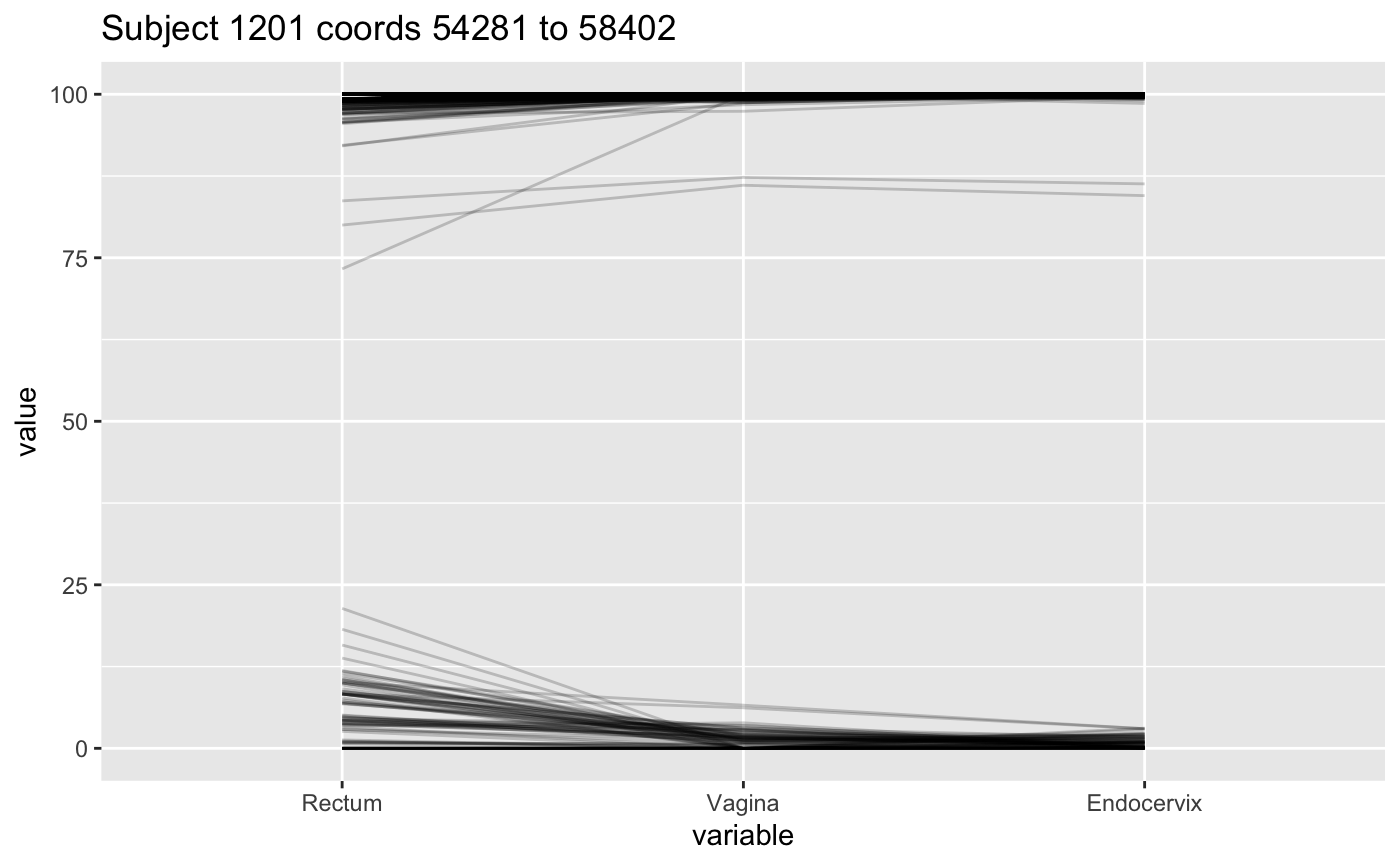 Subject 1201 coords 54281 to 58402
100
75
50
25
0
value
Rectum Vagina Endocervix
variable